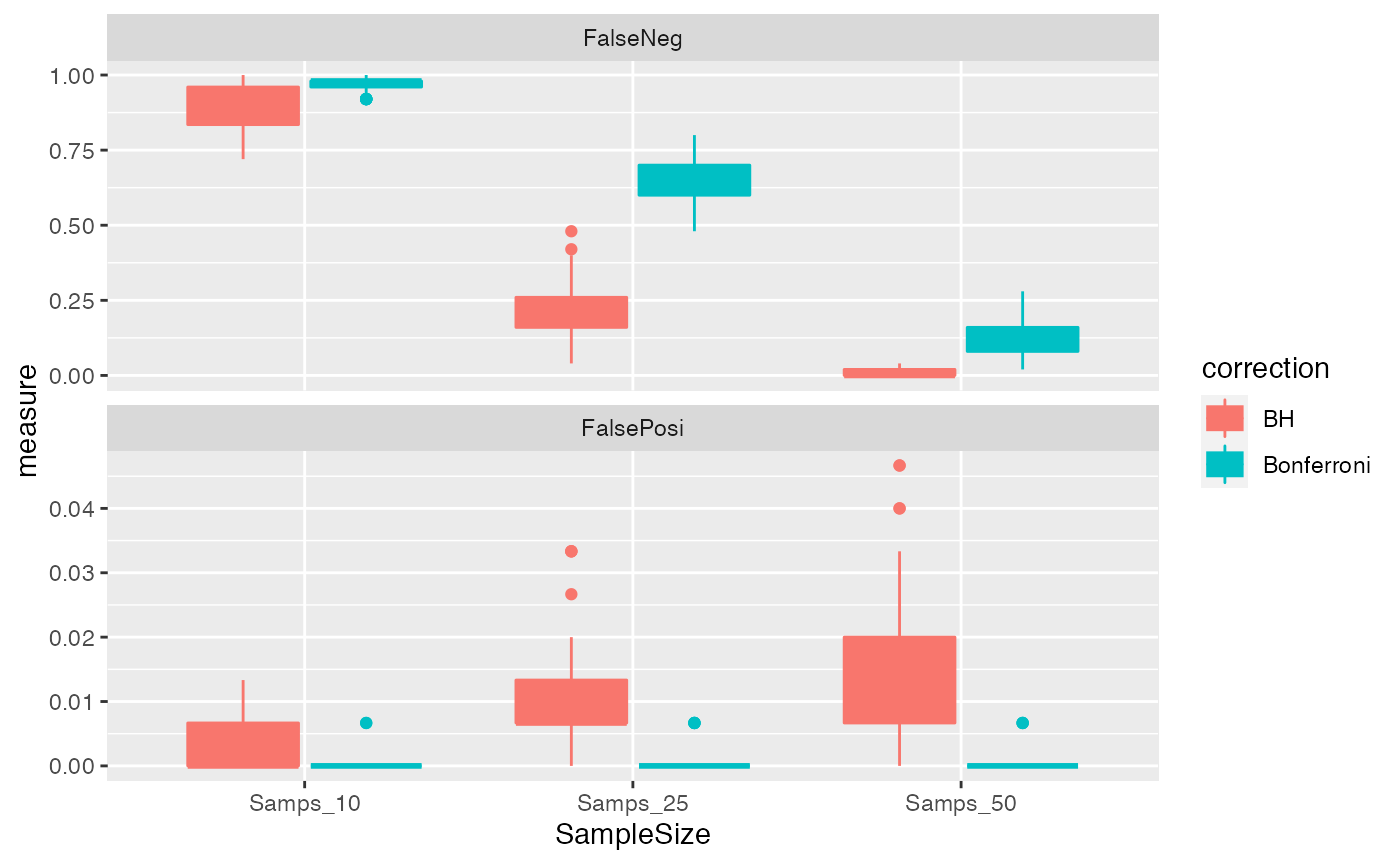 FalseNeg
1.00
0.75
0.50
0.25
0.00
measure
FalsePosi
0.04
0.03
0.02
0.01
0.00
Samps_10
Samps_25
Samps_50
SampleSize
correction
BH
Bonferroni